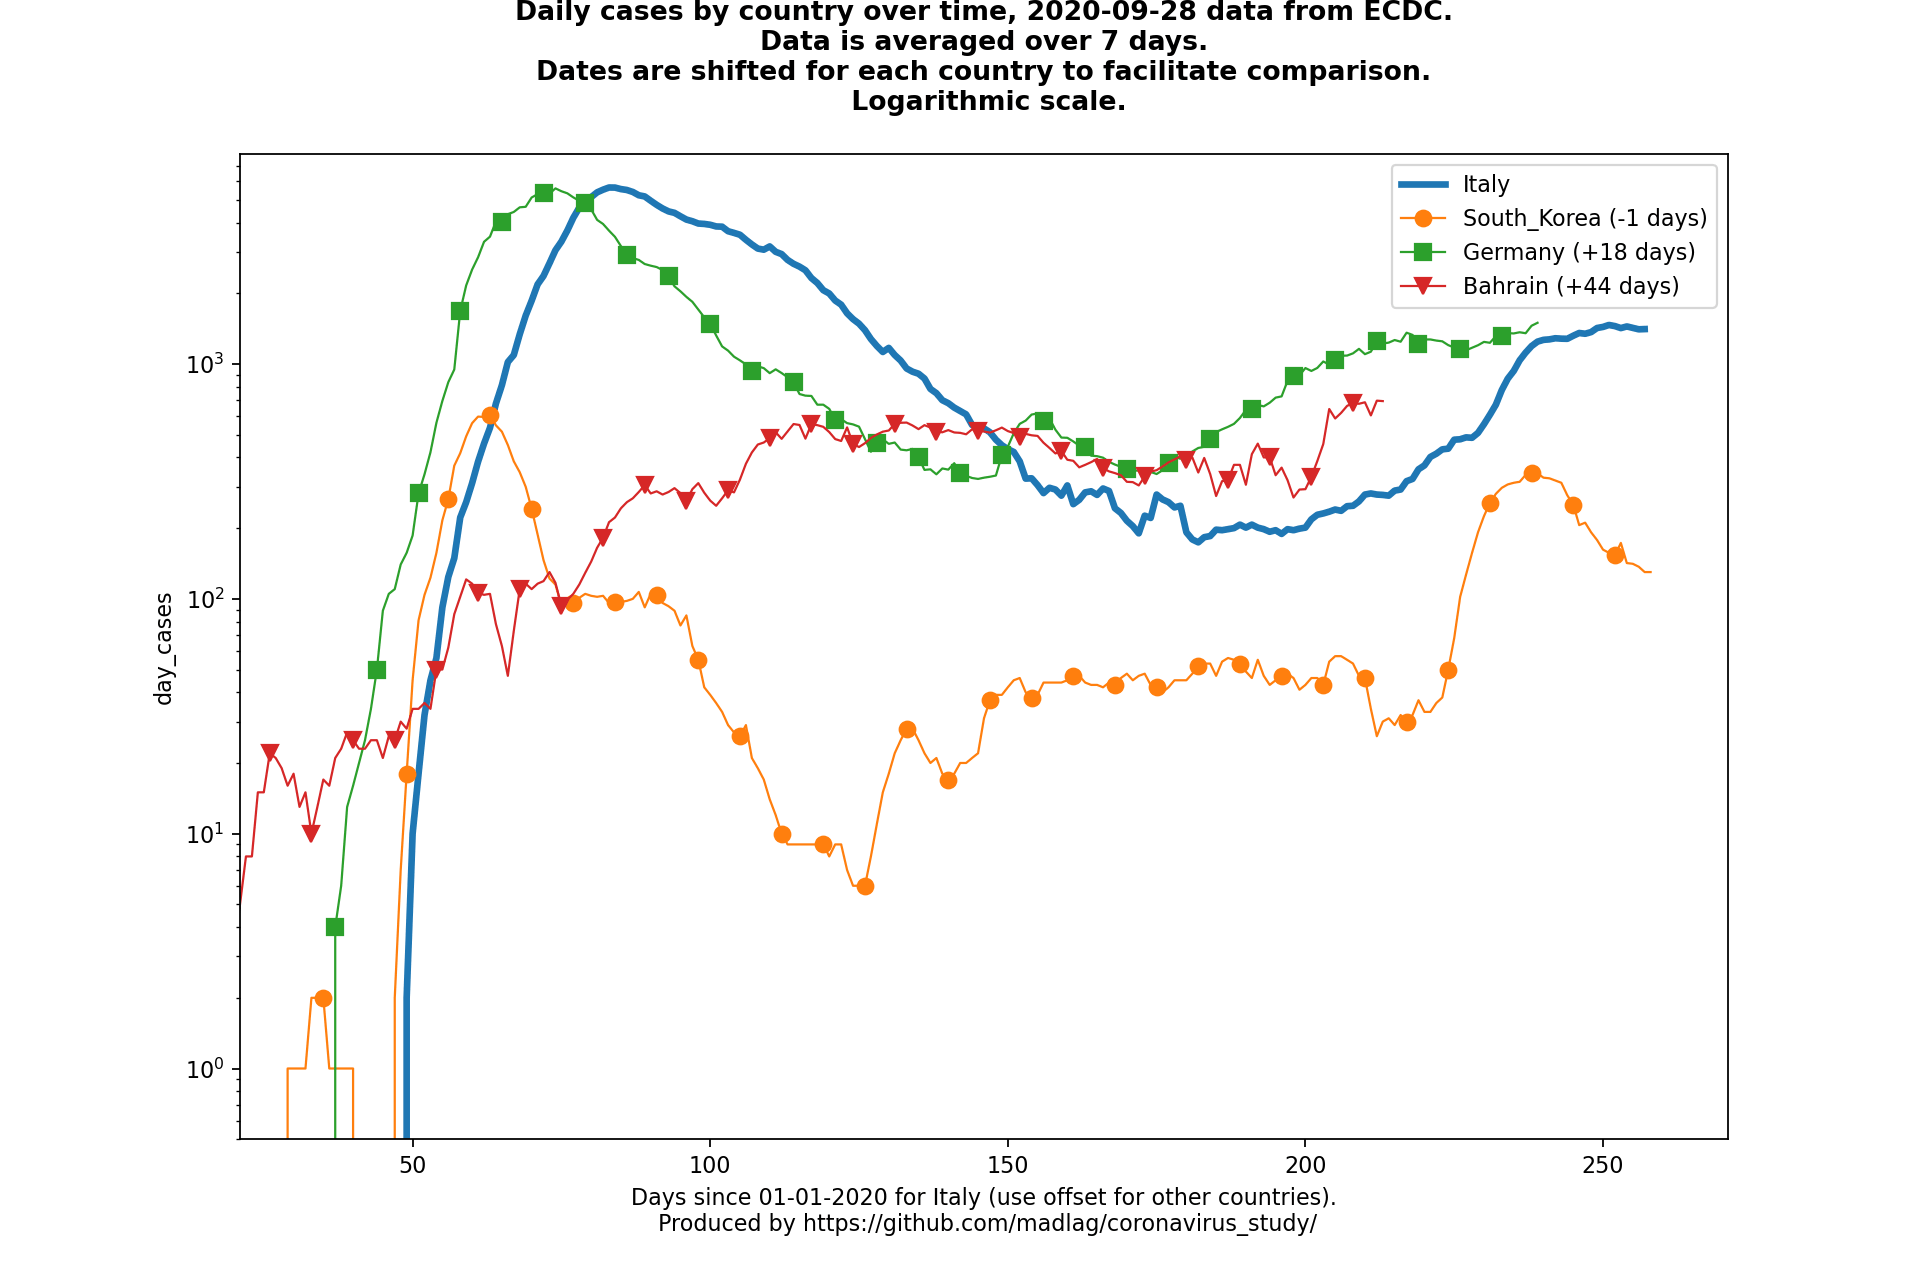 Daily cases by country over time, 2020-09-28 data from ECDC.
Data is averaged over 7 days.
Dates are shifted for each country to facilitate comparison.
Logarithmic scale.
Italy
South_Korea (-1 days)
Germany (+18 days)
Bahrain (+44 days)
day_cases
10³
10²
10¹
10⁰
50 100 150 200 250
Days since 01-01-2020 for Italy (use offset for other countries).
Produced by https://github.com/madlag/coronavirus_study/